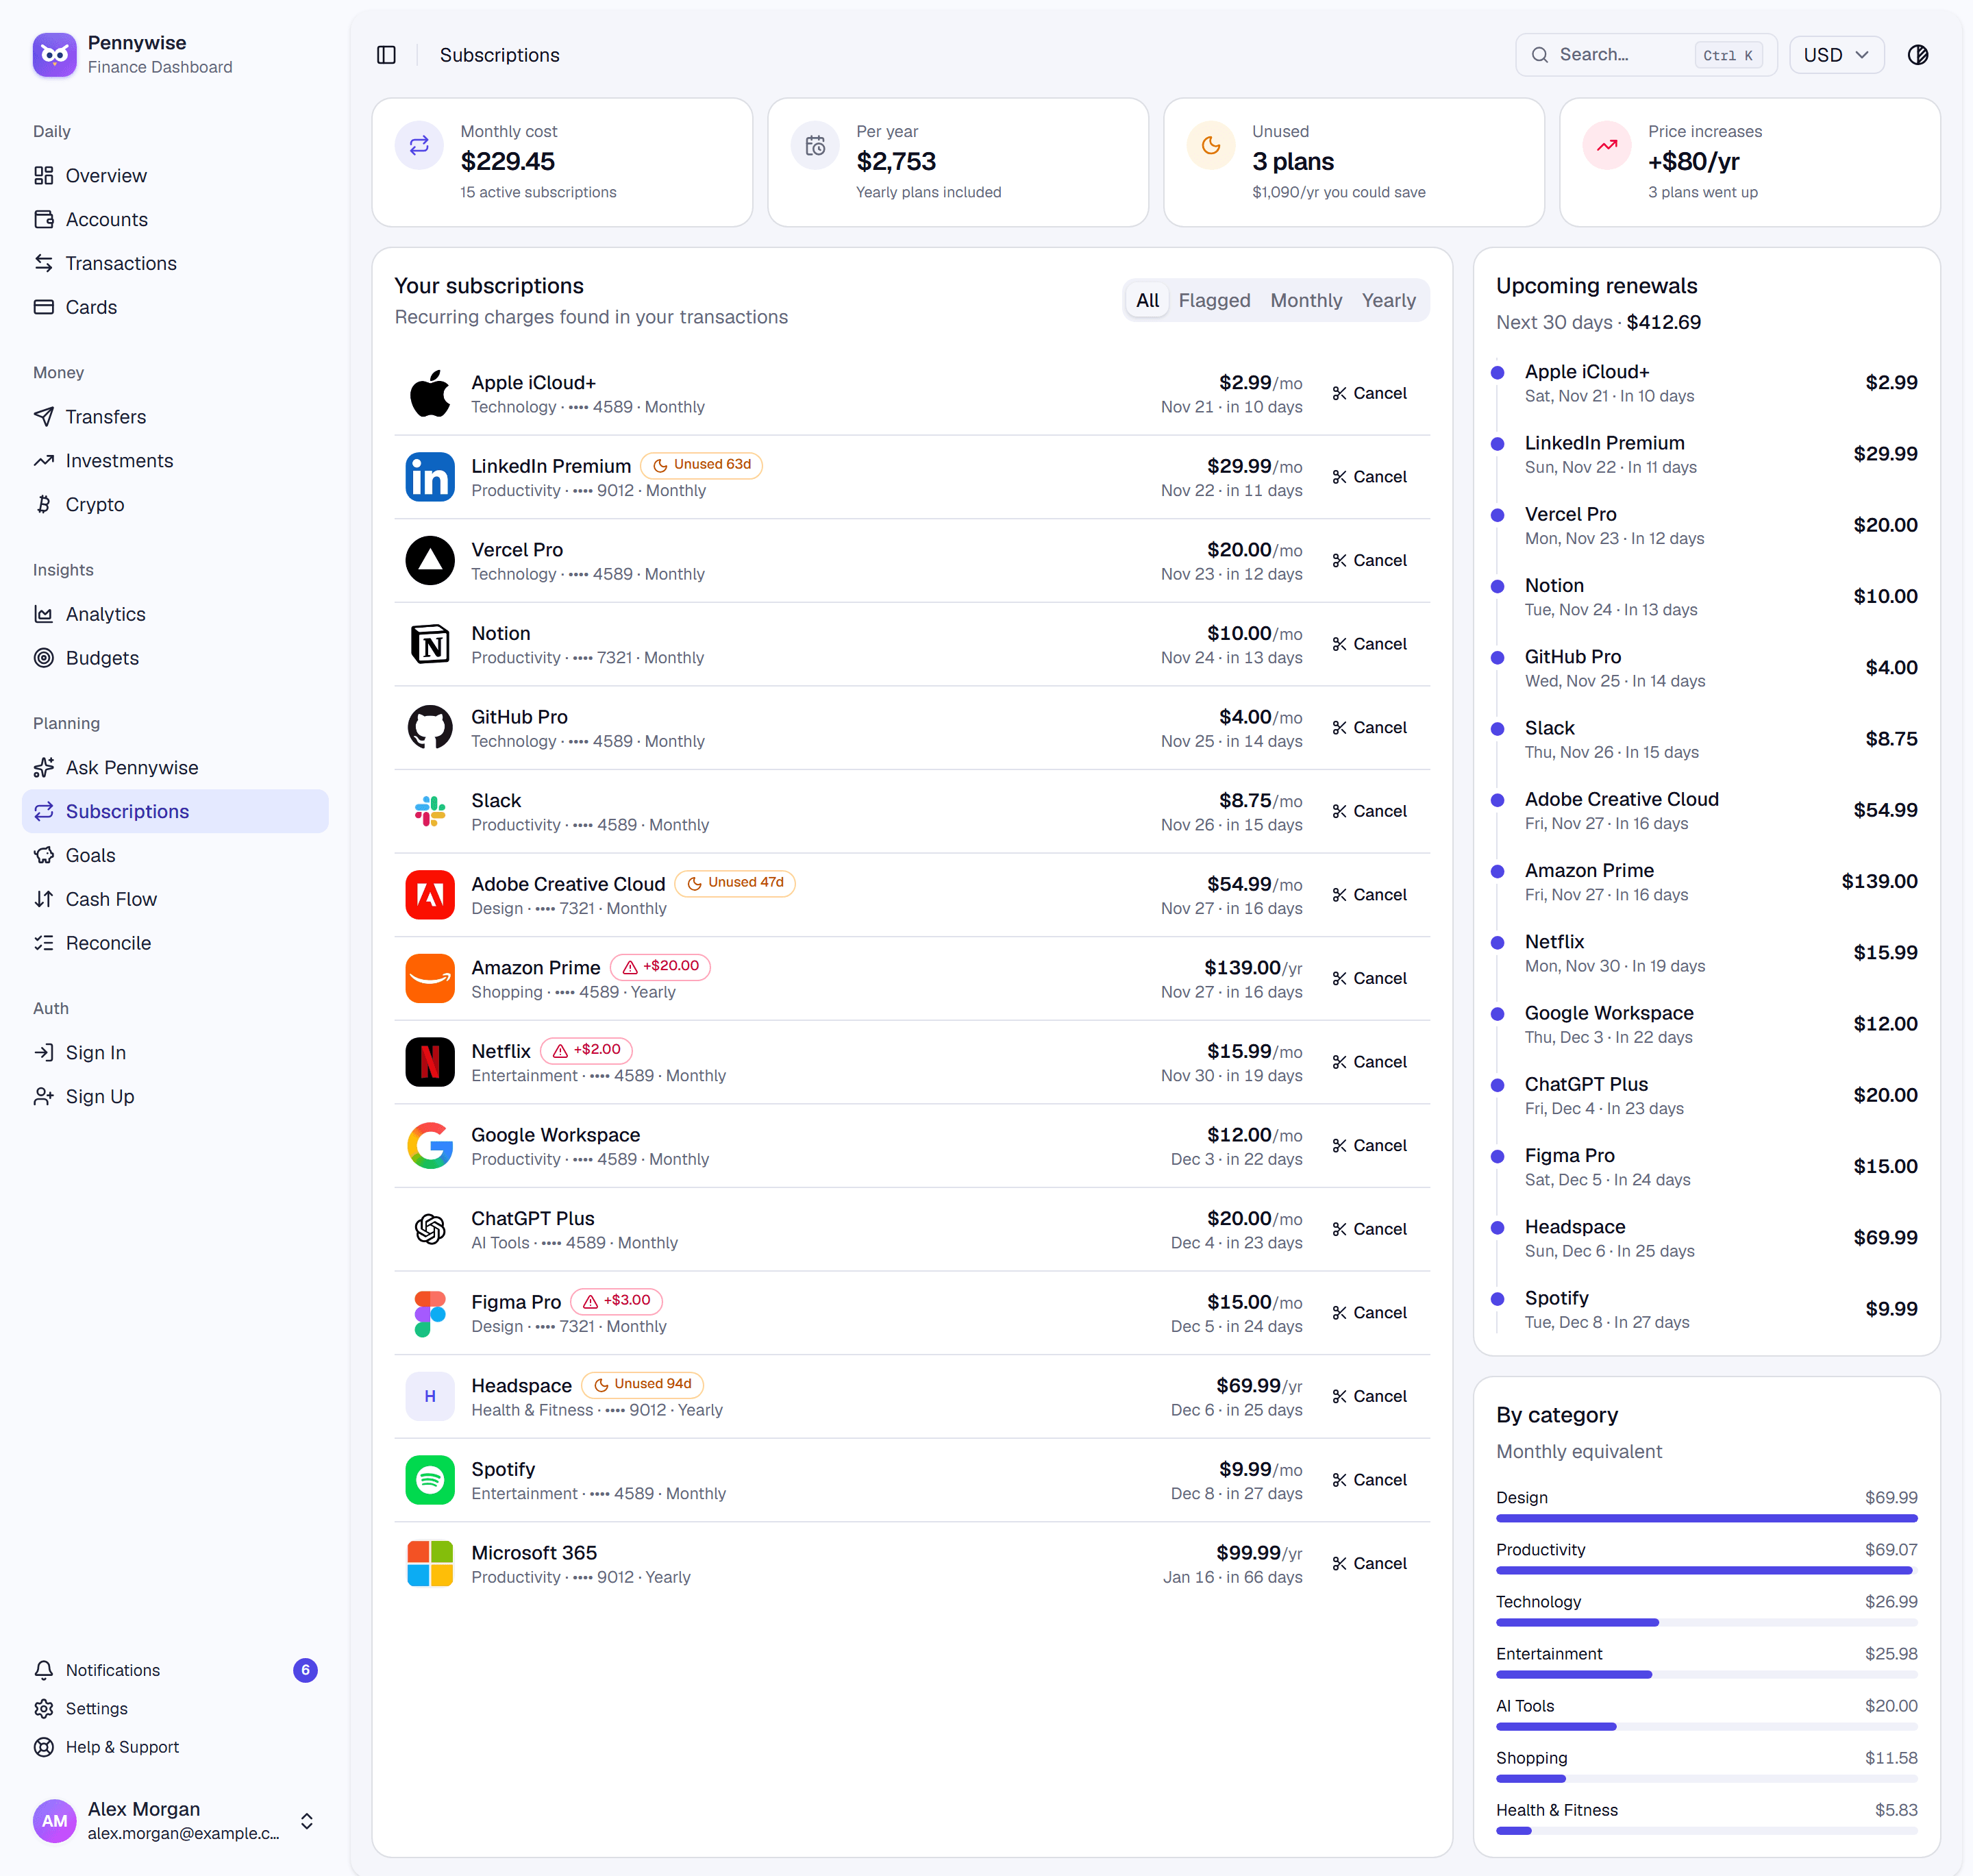 Pennywise
Finance Dashboard
Daily
Overview
Accounts
Transactions
Cards
Money
Transfers
Investments
Crypto
Insights
Analytics
Budgets
Planning
Ask Pennywise
Subscriptions
Goals
Cash Flow
Reconcile
Auth
Sign In
Sign Up
Notifications
6
Settings
Help & Support
AM
Alex Morgan
alex.morgan@example.c...
Subscriptions
Search...
Ctrl K
USD
Monthly cost
$229.45
15 active subscriptions
Per year
$2,753
Yearly plans included
Unused
3 plans
$1,090/yr you could save
Price increases
+$80/yr
3 plans went up
Your subscriptions
Recurring charges found in your transactions
All Flagged Monthly Yearly
Apple iCloud+
Technology · •••• 4589 · Monthly
$2.99/mo
Nov 21 · in 10 days
Cancel
LinkedIn Premium
Unused 63d
Productivity · •••• 9012 · Monthly
$29.99/mo
Nov 22 · in 11 days
Cancel
Vercel Pro
Technology · •••• 4589 · Monthly
$20.00/mo
Nov 23 · in 12 days
Cancel
Notion
Productivity · •••• 7321 · Monthly
$10.00/mo
Nov 24 · in 13 days
Cancel
GitHub Pro
Technology · •••• 4589 · Monthly
$4.00/mo
Nov 25 · in 14 days
Cancel
Slack
Productivity · •••• 4589 · Monthly
$8.75/mo
Nov 26 · in 15 days
Cancel
Adobe Creative Cloud
Unused 47d
Design · •••• 7321 · Monthly
$54.99/mo
Nov 27 · in 16 days
Cancel
Amazon Prime
+$20.00
Shopping · •••• 4589 · Yearly
$139.00/yr
Nov 27 · in 16 days
Cancel
Netflix
+$2.00
Entertainment · •••• 4589 · Monthly
$15.99/mo
Nov 30 · in 19 days
Cancel
Google Workspace
Productivity · •••• 4589 · Monthly
$12.00/mo
Dec 3 · in 22 days
Cancel
ChatGPT Plus
AI Tools · •••• 4589 · Monthly
$20.00/mo
Dec 4 · in 23 days
Cancel
Figma Pro
+$3.00
Design · •••• 7321 · Monthly
$15.00/mo
Dec 5 · in 24 days
Cancel
H
Headspace
Unused 94d
Health & Fitness · •••• 9012 · Yearly
$69.99/yr
Dec 6 · in 25 days
Cancel
Spotify
Entertainment · •••• 4589 · Monthly
$9.99/mo
Dec 8 · in 27 days
Cancel
Microsoft 365
Productivity · •••• 9012 · Yearly
$99.99/yr
Jan 16 · in 66 days
Cancel
Upcoming renewals
Next 30 days · $412.69
Apple iCloud+
Sat, Nov 21 · In 10 days
$2.99
LinkedIn Premium
Sun, Nov 22 · In 11 days
$29.99
Vercel Pro
Mon, Nov 23 · In 12 days
$20.00
Notion
Tue, Nov 24 · In 13 days
$10.00
GitHub Pro
Wed, Nov 25 · In 14 days
$4.00
Slack
Thu, Nov 26 · In 15 days
$8.75
Adobe Creative Cloud
Fri, Nov 27 · In 16 days
$54.99
Amazon Prime
Fri, Nov 27 · In 16 days
$139.00
Netflix
Mon, Nov 30 · In 19 days
$15.99
Google Workspace
Thu, Dec 3 · In 22 days
$12.00
ChatGPT Plus
Fri, Dec 4 · In 23 days
$20.00
Figma Pro
Sat, Dec 5 · In 24 days
$15.00
Headspace
Sun, Dec 6 · In 25 days
$69.99
Spotify
Tue, Dec 8 · In 27 days
$9.99
By category
Monthly equivalent
Design $69.99
Productivity $69.07
Technology $26.99
Entertainment $25.98
AI Tools $20.00
Shopping $11.58
Health & Fitness $5.83